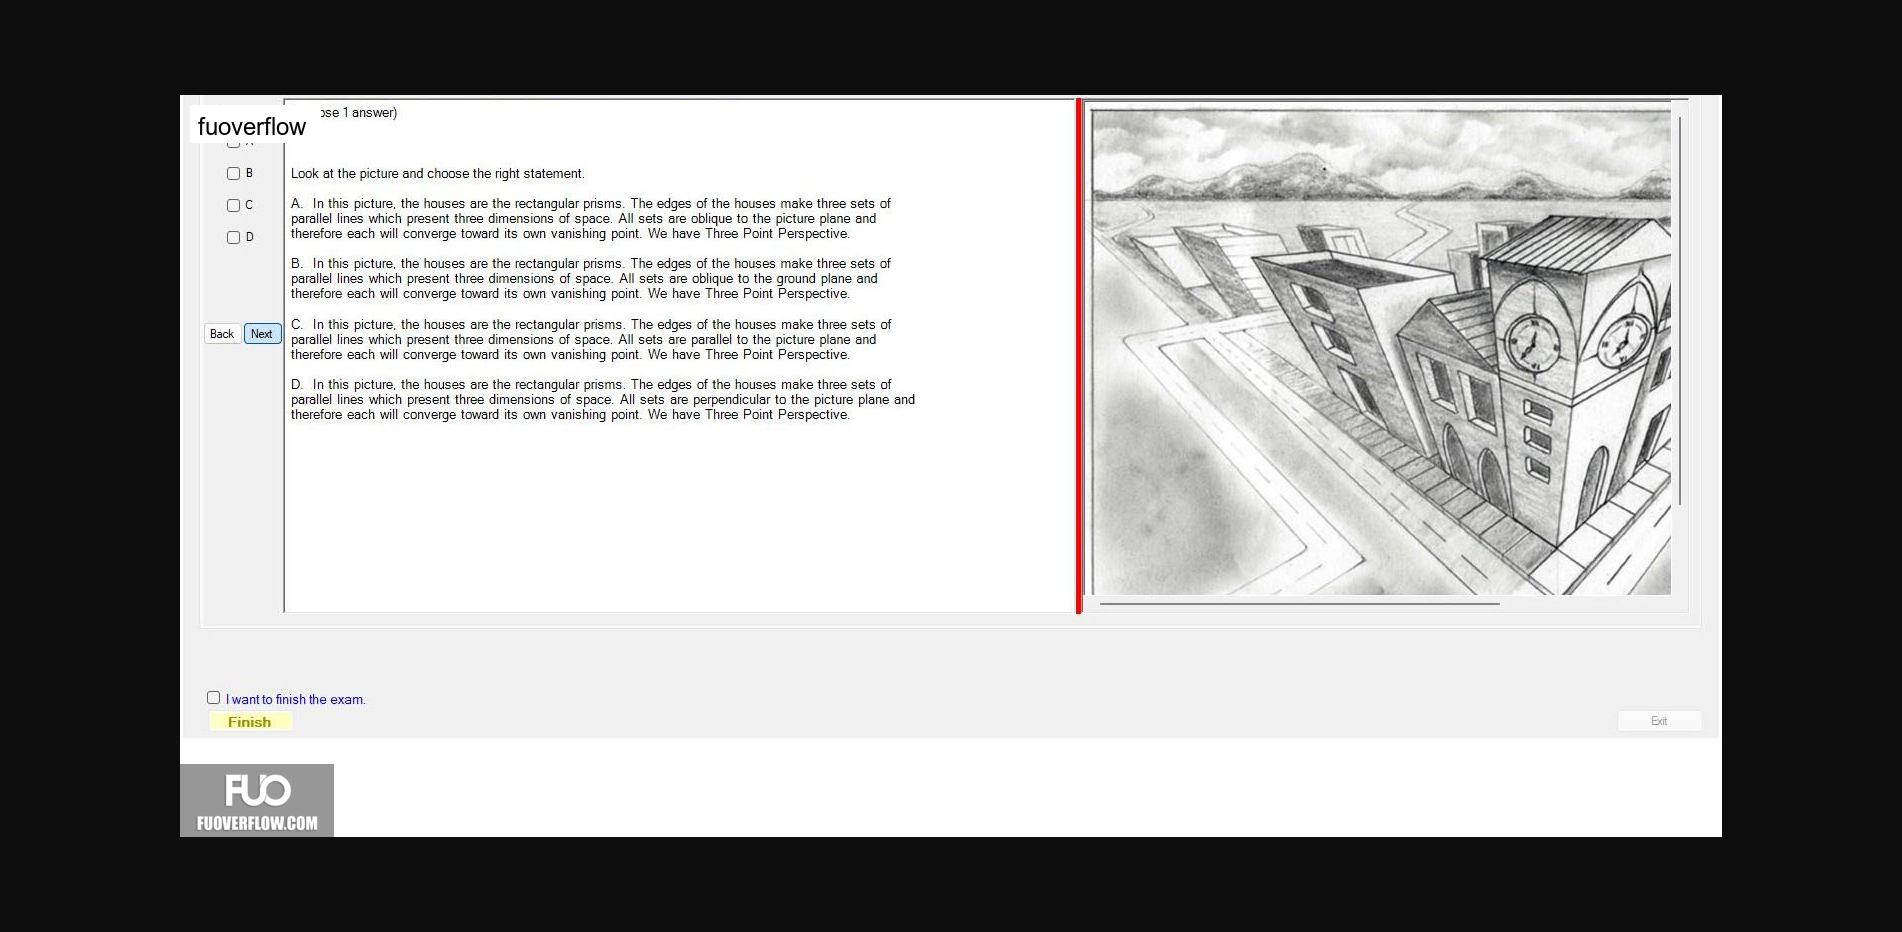 ose 1 answer)
fuoverflow
B
Look at the picture and choose the right statement.
C
A. In this picture, the houses are the rectangular prisms. The edges of the houses make three sets of
parallel lines which present three dimensions of space. All sets are oblique to the picture plane and
therefore each will converge toward its own vanishing point. We have Three Point Perspective.
D
B. In this picture, the houses are the rectangular prisms. The edges of the houses make three sets of
parallel lines which present three dimensions of space. All sets are oblique to the ground plane and
therefore each will converge toward its own vanishing point. We have Three Point Perspective.
Back Next
C. In this picture, the houses are the rectangular prisms. The edges of the houses make three sets of
parallel lines which present three dimensions of space. All sets are parallel to the picture plane and
therefore each will converge toward its own vanishing point. We have Three Point Perspective.
D. In this picture, the houses are the rectangular prisms. The edges of the houses make three sets of
parallel lines which present three dimensions of space. All sets are perpendicular to the picture plane and
therefore each will converge toward its own vanishing point. We have Three Point Perspective.
I want to finish the exam.
Finish
Exit
FUO
FUOVERFLOW.COM